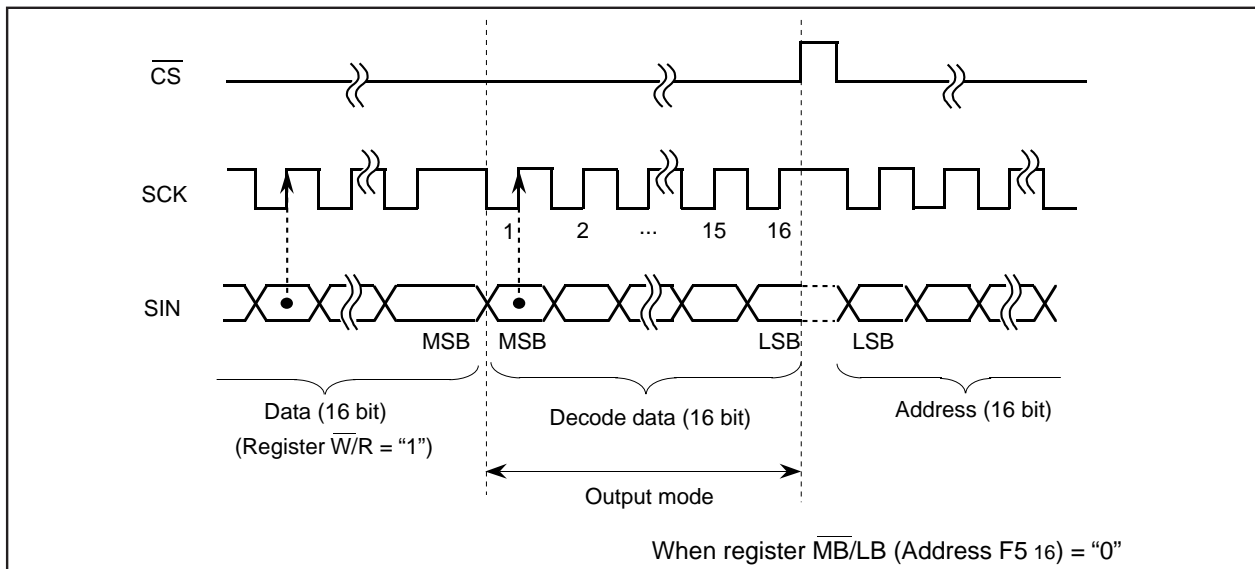 CS
SCK
1 2 ... 15 16
SIN
MSB MSB LSB LSB
Data (16 bit) Decode data (16 bit) Address (16 bit)
(Register W/R = “1”)
Output mode
When register MB/LB (Address F5 16) = “0”